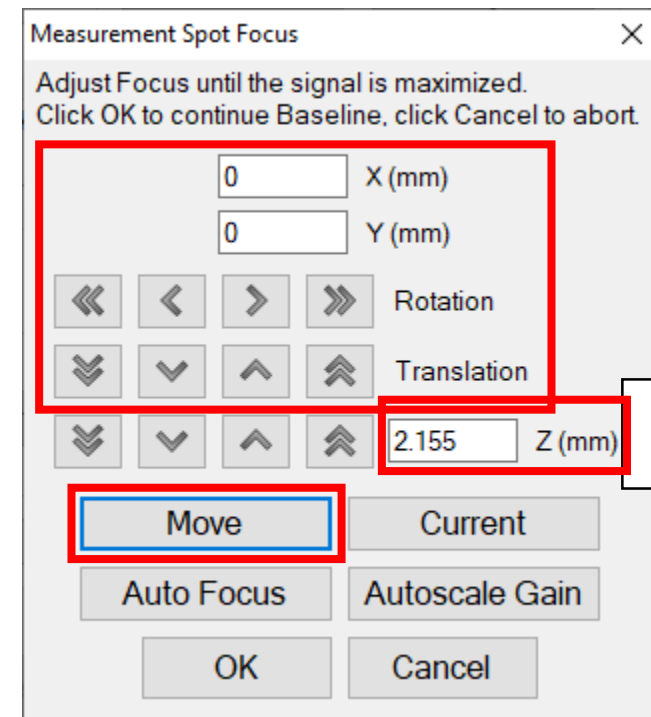 Measurement Spot Focus
Adjust Focus until the signal is maximized.
Click OK to continue Baseline, click Cancel to abort.
0 X (mm)
0 Y (mm)
Rotation
Translation
2.155 Z (mm)
Move Current
Auto Focus Autoscale Gain
OK Cancel